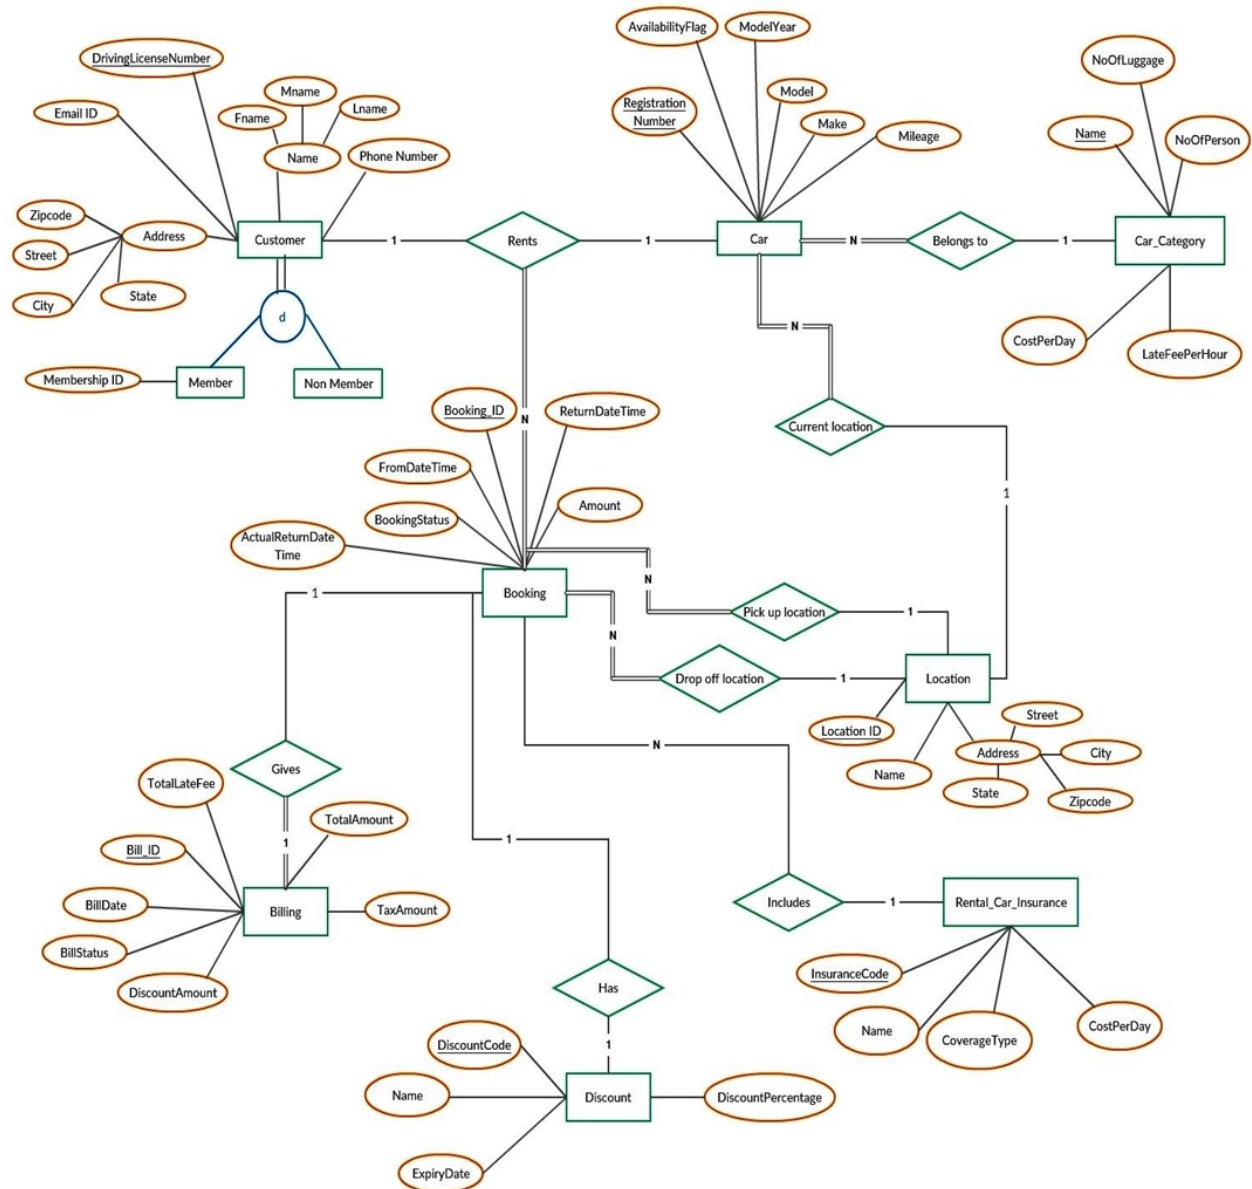 AvailabilityFlag
ModelYear
DrivingLicenseNumber
NoOfLuggage
Mname
Model
Email ID
Fname
Lname
Registration
Number
Make
Name
Mileage
NoOfPerson
Name
Phone Number
Zipcode
Address
Customer
1
Rents
1
Car
N
Belongs to
1
Car_Category
Street
City
State
d
N
CostPerDay
LateFeePerHour
Membership ID
Member
Non Member
Booking_ID
ReturnDateTime
N
Current location
FromDateTime
1
BookingStatus
Amount
ActualReturnDate
Time
N
1
Booking
Pick up location
1
N
Drop off location
1
Location
Street
Location ID
Address
City
N
Name
State
Zipcode
Gives
TotalLateFee
TotalAmount
1
1
Bill_ID
BillDate
Billing
TaxAmount
Includes
1
Rental_Car_Insurance
BillStatus
InsuranceCode
DiscountAmount
Has
Name
CoverageType
CostPerDay
1
DiscountCode
Name
Discount
DiscountPercentage
ExpiryDate